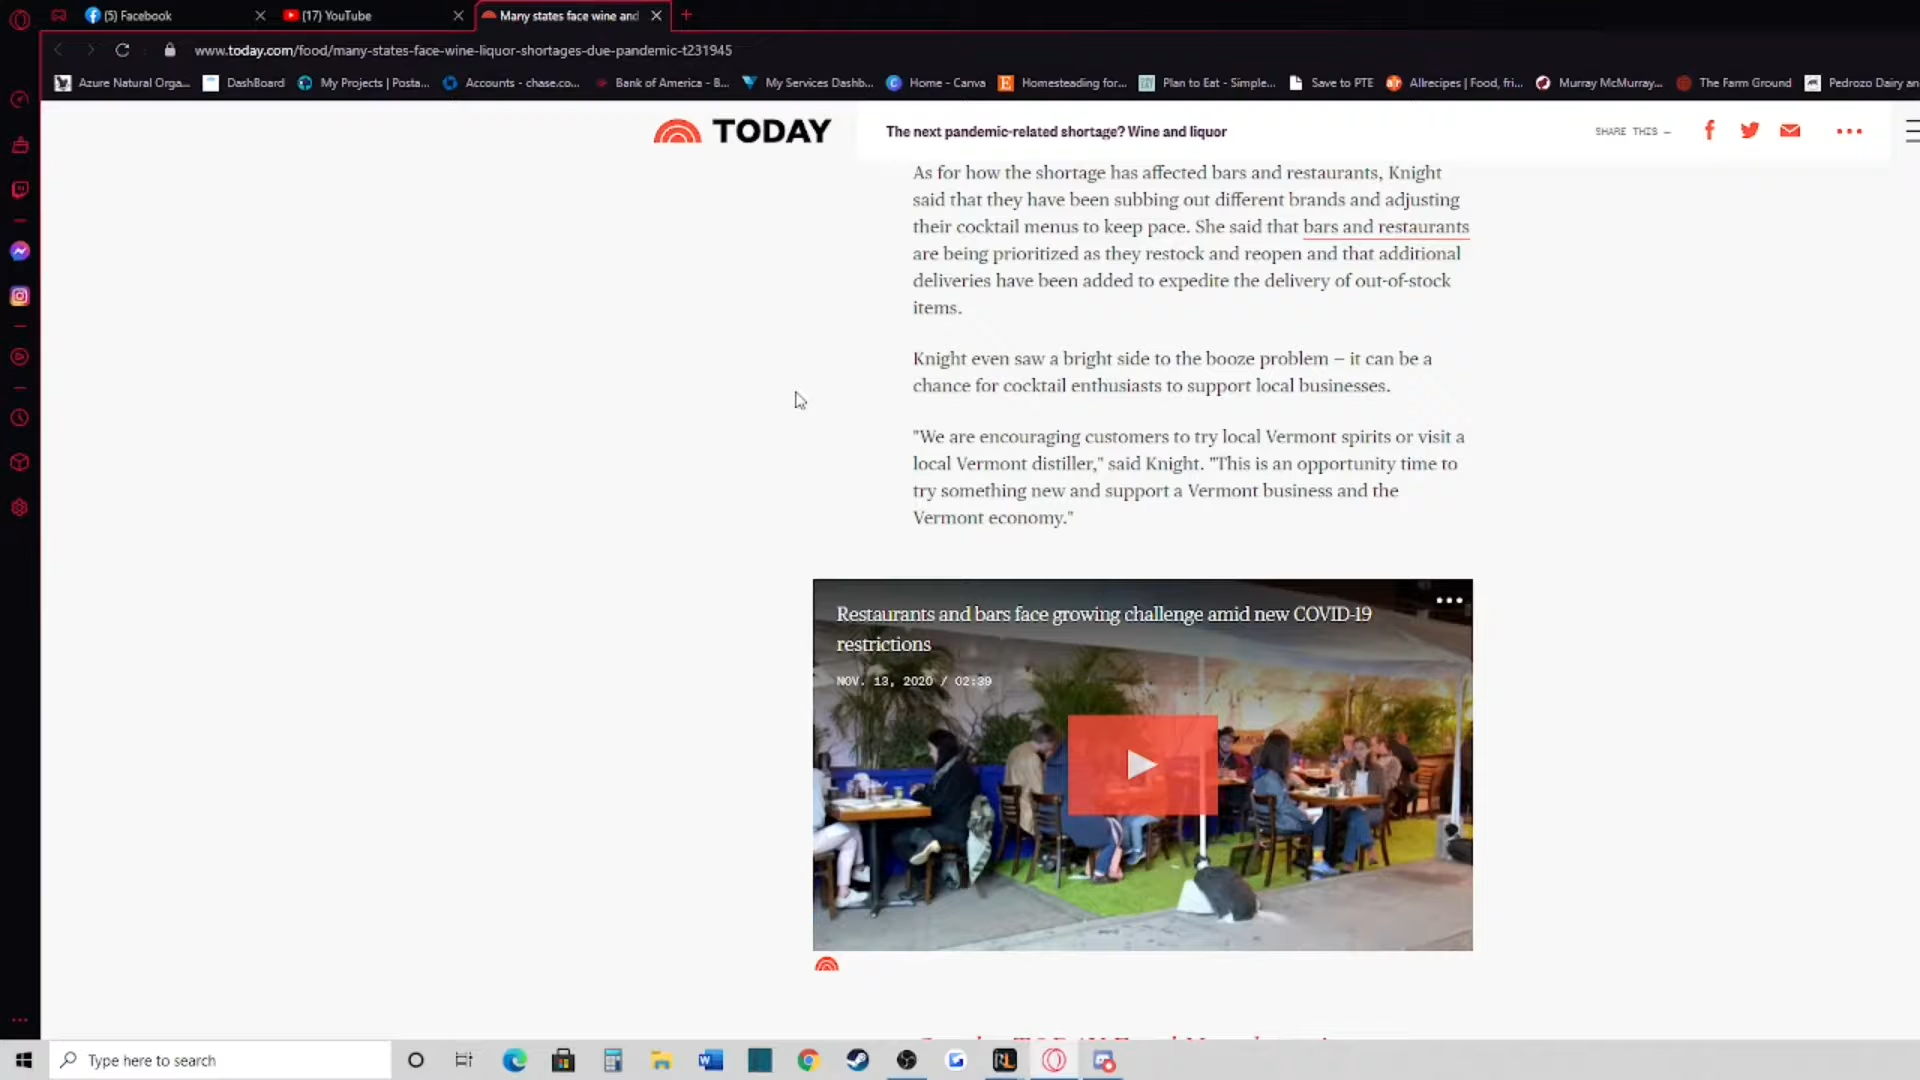 (5) Facebook
(17) YouTube
Many states face wine and
www.today.com/food/many-states-face-wine-liquor-shortages-due-pandemic-t231945
Azure Natural Orga...
DashBoard
My Projects | Posta...
Accounts - chase.co...
Bank of America - B...
My Services Dashb...
Home - Canva
Homesteading for...
Plan to Eat - Simple...
Save to PTE
Allrecipes | Food, fri...
Murray McMurray...
The Farm Ground
Pedrozo Dairy an
TODAY
The next pandemic-related shortage? Wine and liquor
SHARE THIS —
As for how the shortage has affected bars and restaurants, Knight
said that they have been subbing out different brands and adjusting
their cocktail menus to keep pace. She said that bars and restaurants
are being prioritized as they restock and reopen and that additional
deliveries have been added to expedite the delivery of out-of-stock
items.
Knight even saw a bright side to the booze problem — it can be a
chance for cocktail enthusiasts to support local businesses.
"We are encouraging customers to try local Vermont spirits or visit a
local Vermont distiller," said Knight. "This is an opportunity time to
try something new and support a Vermont business and the
Vermont economy."
Restaurants and bars face growing challenge amid new COVID-19
restrictions
NOV. 13, 2020 / 02:39
Type here to search